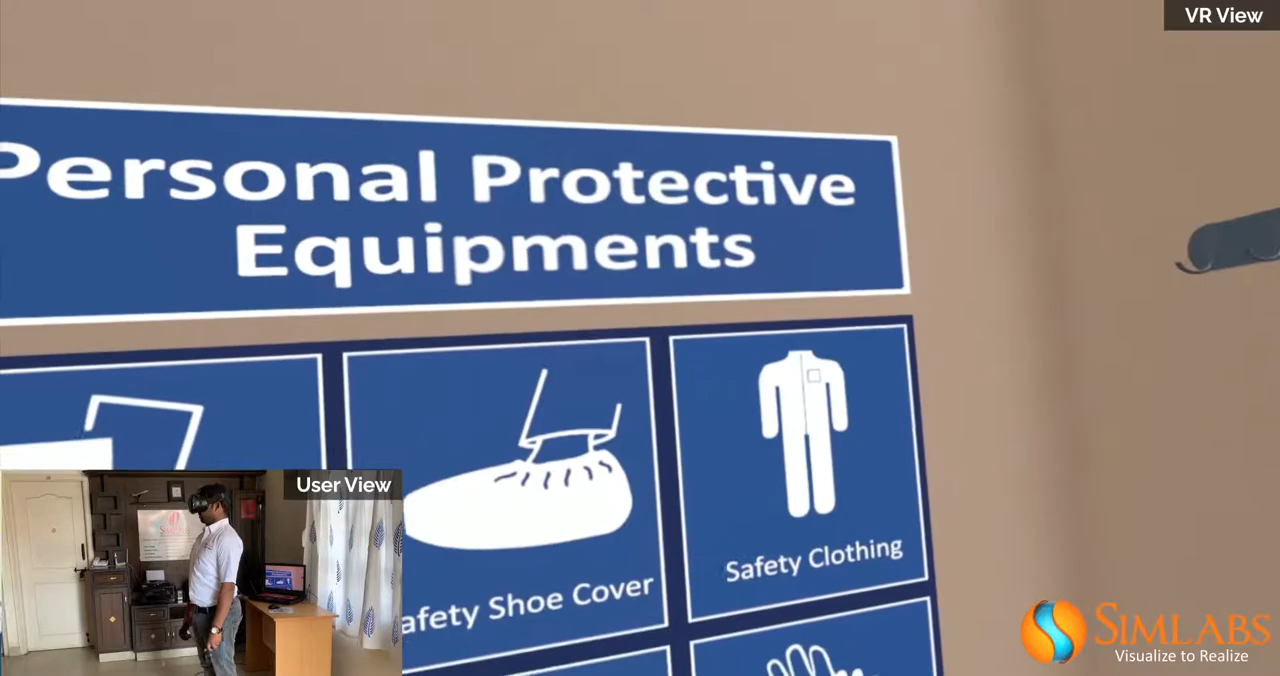 VR View
Personal Protective
Equipments
Safety Clothing
afety Shoe Cover
User View
SIMLABS
Visualize to Realize